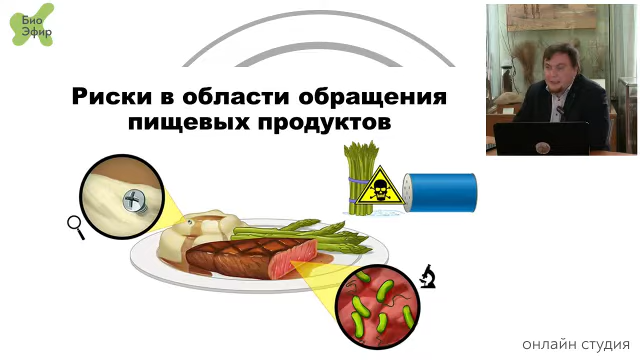 Био
Эфир
Риски в области обращения
пищевых продуктов
онлайн студия